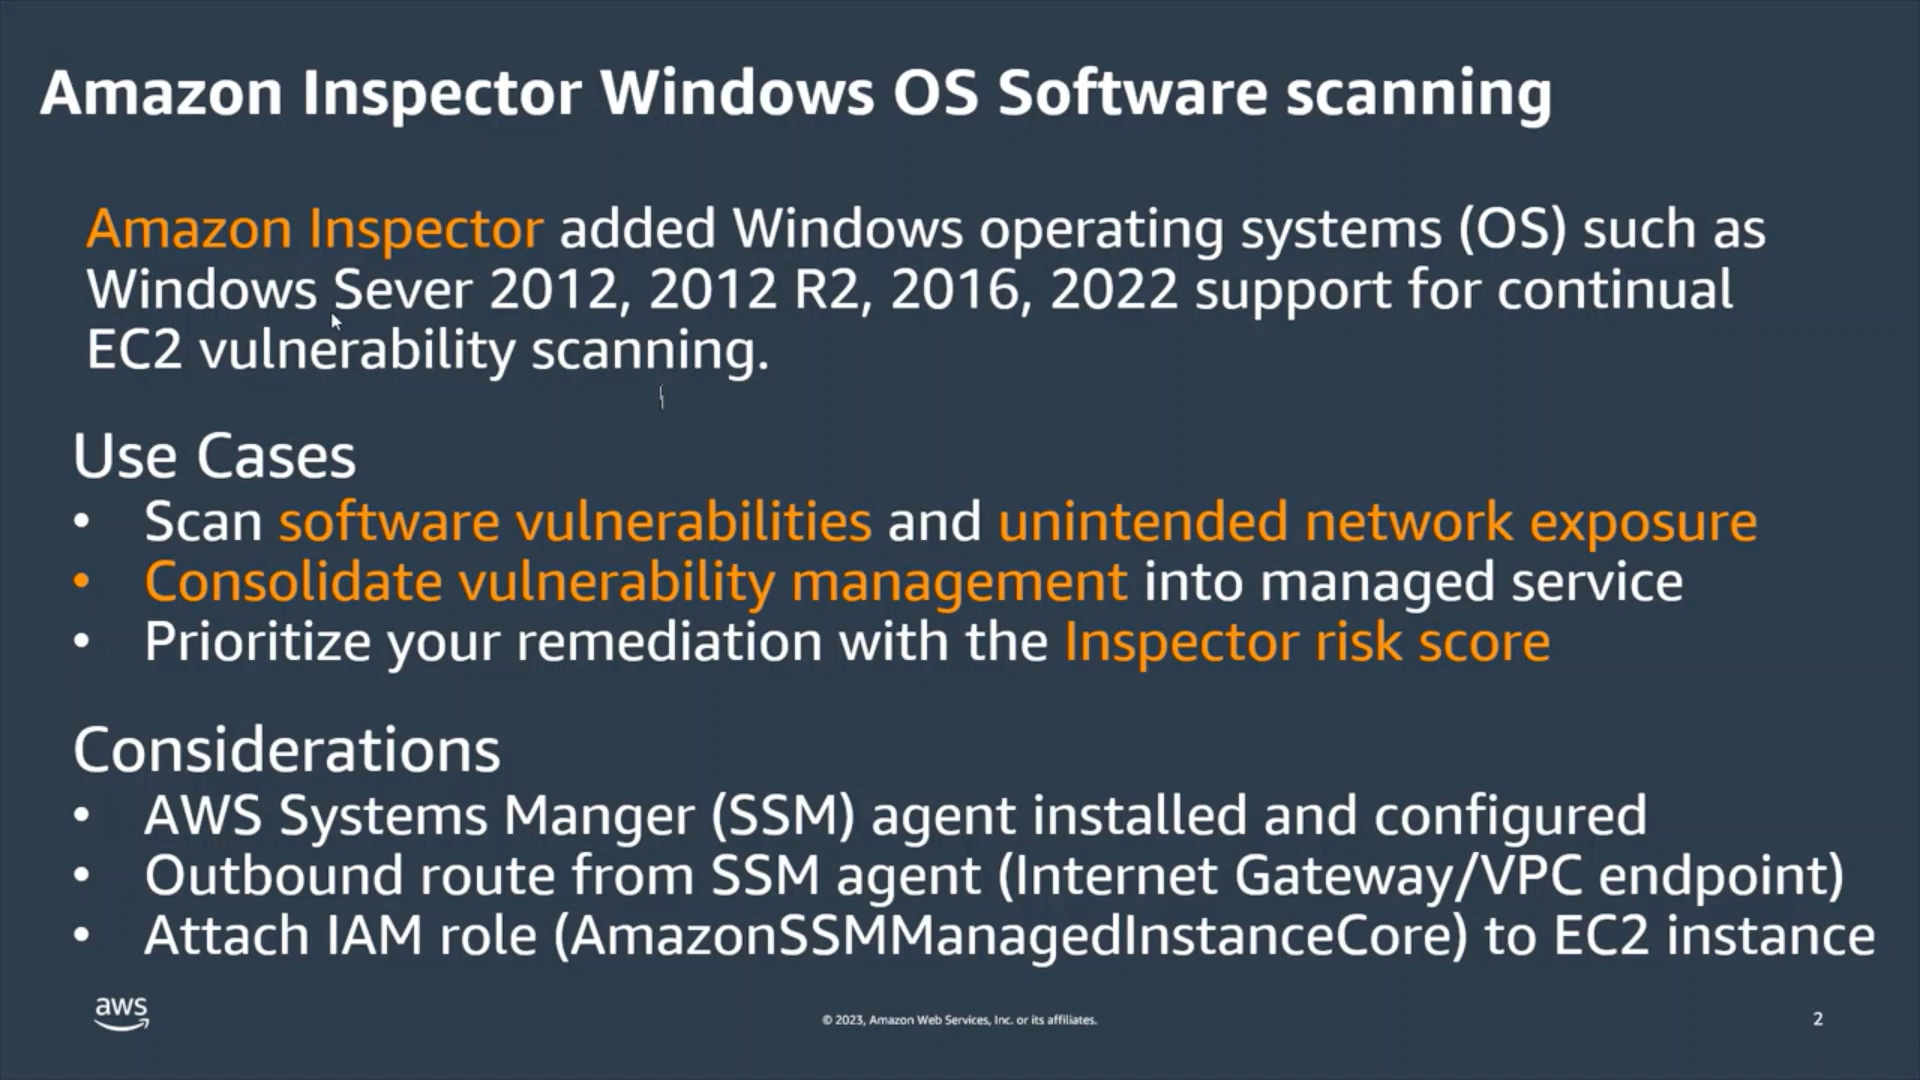 Amazon Inspector Windows OS Software scanning
Amazon Inspector added Windows operating systems (OS) such as
Windows Sever 2012, 2012 R2, 2016, 2022 support for continual
EC2 vulnerability scanning.
Use Cases
• Scan software vulnerabilities and unintended network exposure
• Consolidate vulnerability management into managed service
• Prioritize your remediation with the Inspector risk score
Considerations
• AWS Systems Manger (SSM) agent installed and configured
• Outbound route from SSM agent (Internet Gateway/VPC endpoint)
• Attach IAM role (AmazonSSMManagedInstanceCore) to EC2 instance
aws
© 2023, Amazon Web Services, Inc. or its affiliates.
2